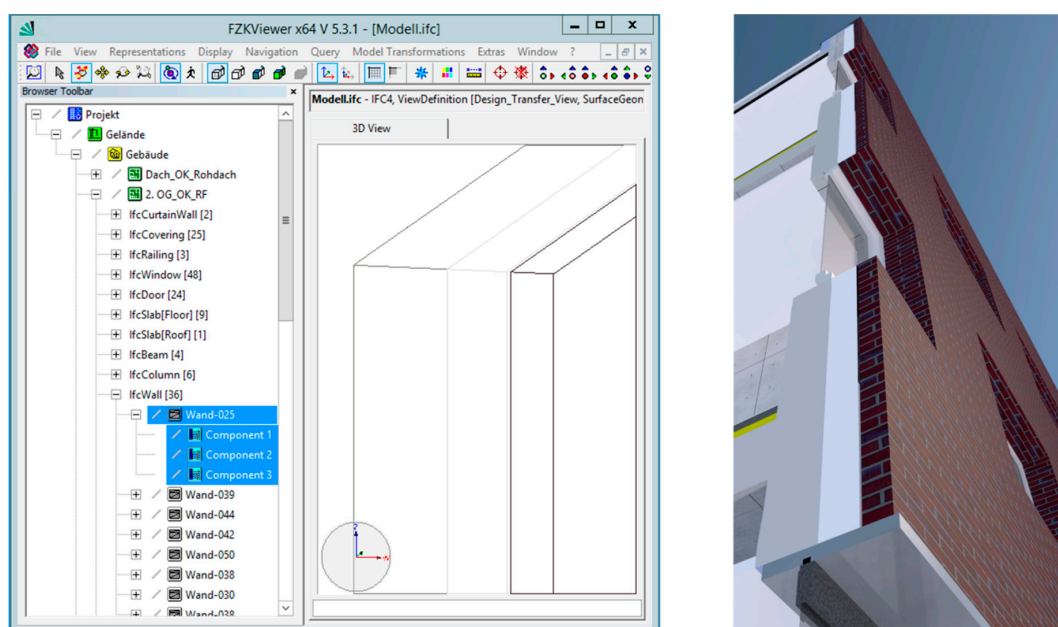 FZKViewer x64 V 5.3.1 - [Modell.ifc]
File View Representations Display Navigation Query Model Transformations Extras Window ?
Browser Toolbar
Projekt
Gelände
Gebäude
Dach_OK_Rohdach
2. OG_OK_RF
IfcCurtainWall [2]
IfcCovering [25]
IfcRailing [3]
IfcWindow [48]
IfcDoor [24]
IfcSlab[Floor] [9]
IfcSlab[Roof] [1]
IfcBeam [4]
IfcColumn [6]
IfcWall [36]
Wand-025
Component 1
Component 2
Component 3
Wand-039
Wand-044
Wand-042
Wand-050
Wand-038
Wand-030
Wand-038
Modell.ifc - IFC4, ViewDefinition [Design_Transfer_View, SurfaceGeom
3D View